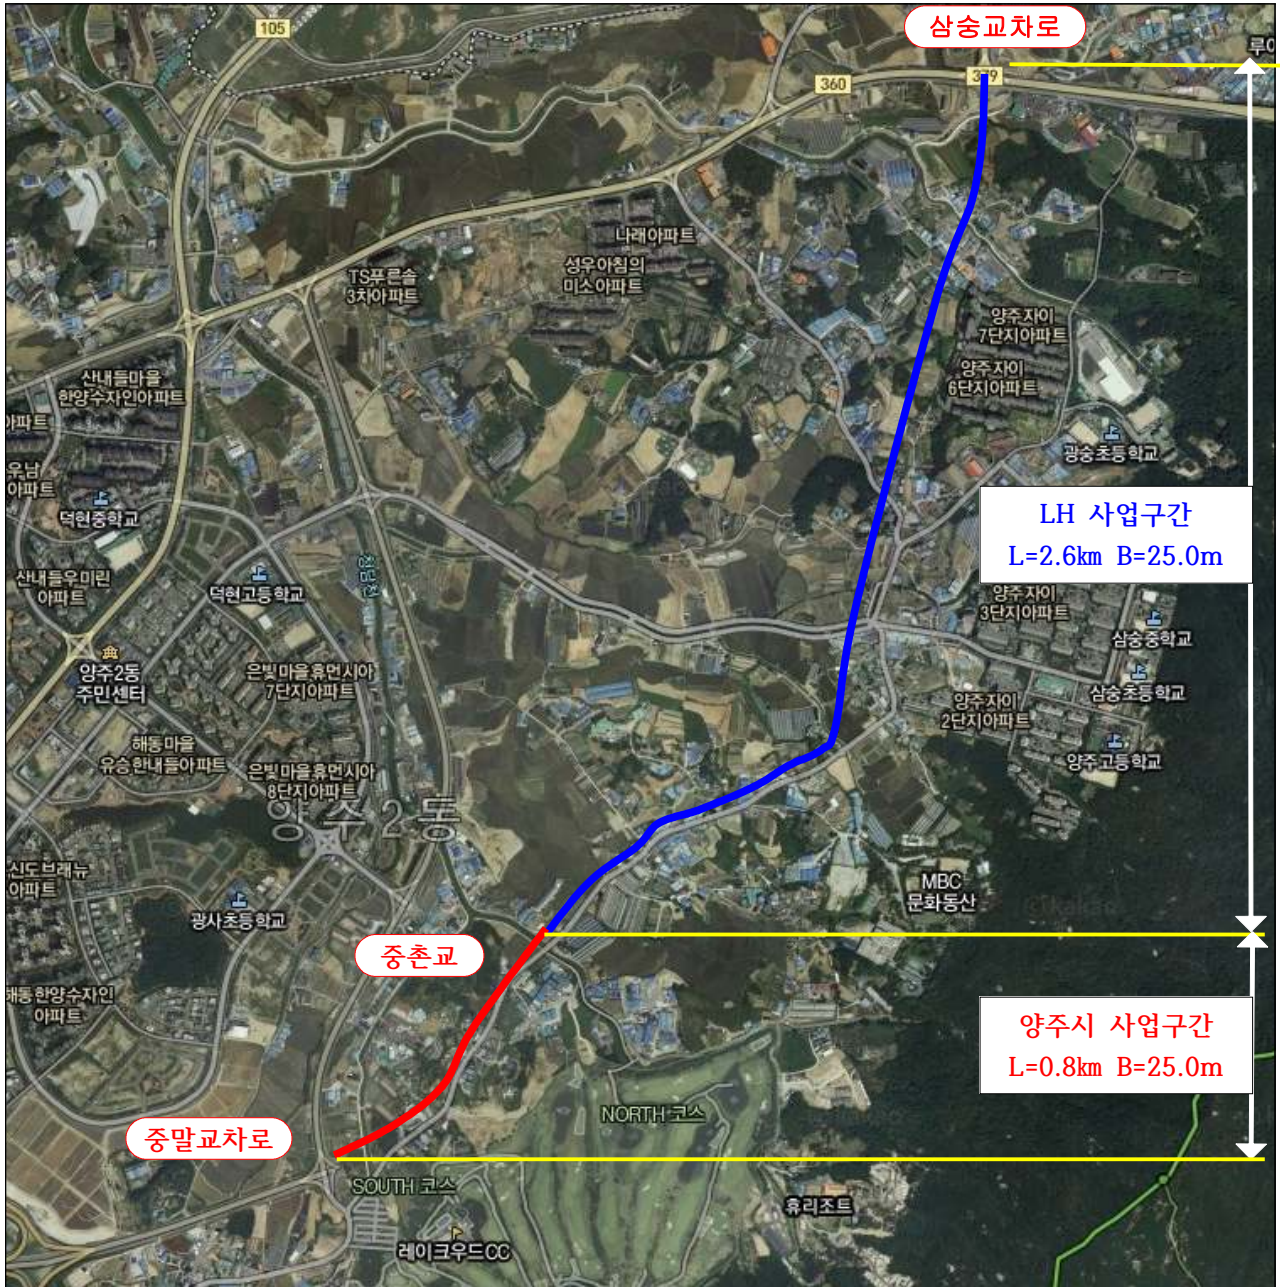 삼숭교차로
105
루
360
379
나래아파트
성우아침의
미소아파트
TS푸른솔
3차아파트
양주자이
7단지아파트
양주자이
6단지아파트
산내들마을
한양수자인아파트
아파트
우남
아파트
광숭초등학교
덕현중학교
LH 사업구간
L=2.6㎞ B=25.0m
산내들우미린
아파트
덕현고등학교
청담천
양주자이
3단지아파트
삼숭중학교
양주2동
주민센터
은빛마을휴먼시아
7단지아파트
삼숭초등학교
양주자이
2단지아파트
해동마을
유승한내들아파트
은빛마을휴먼시아
8단지아파트
양주고등학교
양주2동
신도브래뉴
아파트
MBC
문화동산
광사초등학교
중촌교
해동한양수자인
아파트
양주시 사업구간
L=0.8㎞ B=25.0m
NORTH 코스
중말교차로
SOUTH 코스
휴리조트
레이크우드CC